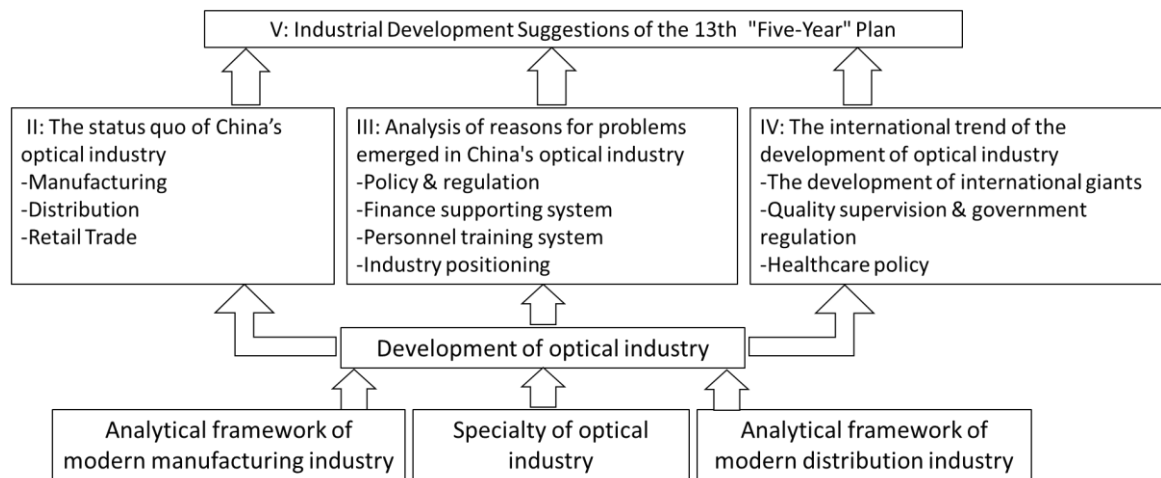 V: Industrial Development Suggestions of the 13th "Five-Year" Plan
II: The status quo of China’s
optical industry
-Manufacturing
-Distribution
-Retail Trade
III: Analysis of reasons for problems
emerged in China's optical industry
-Policy & regulation
-Finance supporting system
-Personnel training system
-Industry positioning
IV: The international trend of the
development of optical industry
-The development of international giants
-Quality supervision & government
regulation
-Healthcare policy
Development of optical industry
Analytical framework of
modern manufacturing industry
Specialty of optical
industry
Analytical framework of
modern distribution industry